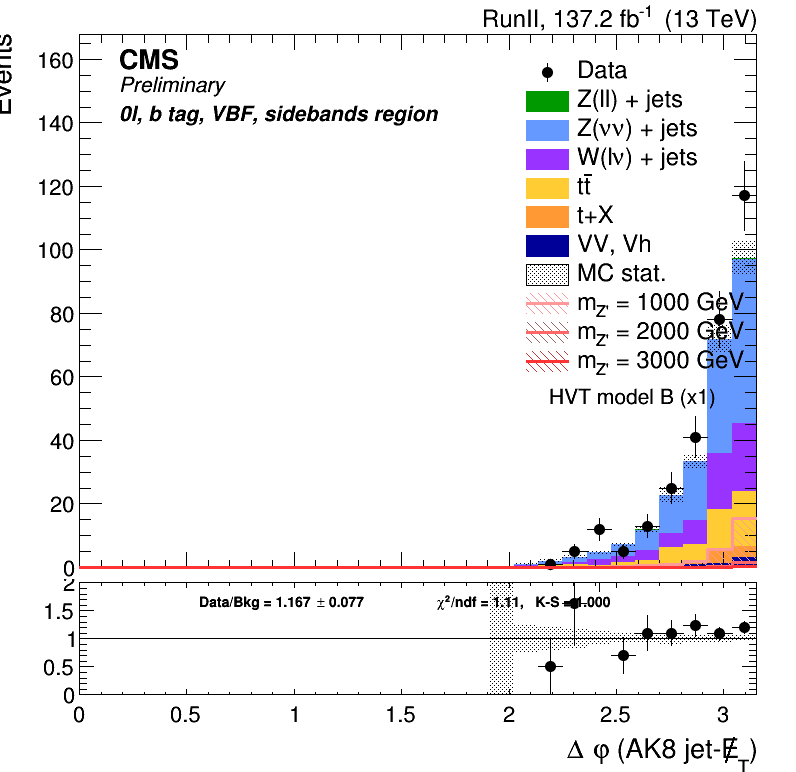 RunII, 137.2 fb⁻¹ (13 TeV)
Events
CMS
Preliminary
0l, b tag, VBF, sidebands region
Data
Z(ll) + jets
Z(νν) + jets
W(lν) + jets
tt̄
t+X
VV, Vh
MC stat.
m_Z' = 1000 GeV
m_Z' = 2000 GeV
m_Z' = 3000 GeV
HVT model B (x1)
160
140
120
100
80
60
40
20
0
Data/Bkg = 1.167 ± 0.077 χ²/ndf = 1.11, K-S = 1.000
2
1.5
1
0.5
0
0 0.5 1 1.5 2 2.5 3
Δ φ (AK8 jet-E̸_T)